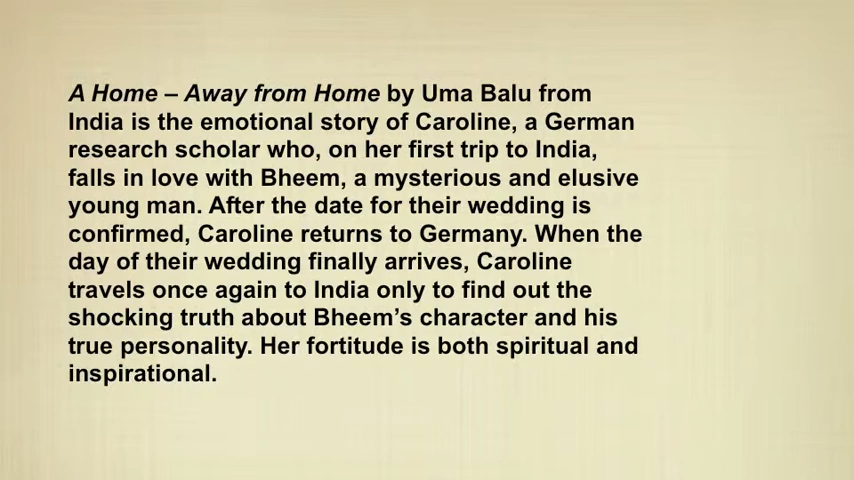 A Home – Away from Home by Uma Balu from
India is the emotional story of Caroline, a German
research scholar who, on her first trip to India,
falls in love with Bheem, a mysterious and elusive
young man. After the date for their wedding is
confirmed, Caroline returns to Germany. When the
day of their wedding finally arrives, Caroline
travels once again to India only to find out the
shocking truth about Bheem’s character and his
true personality. Her fortitude is both spiritual and
inspirational.